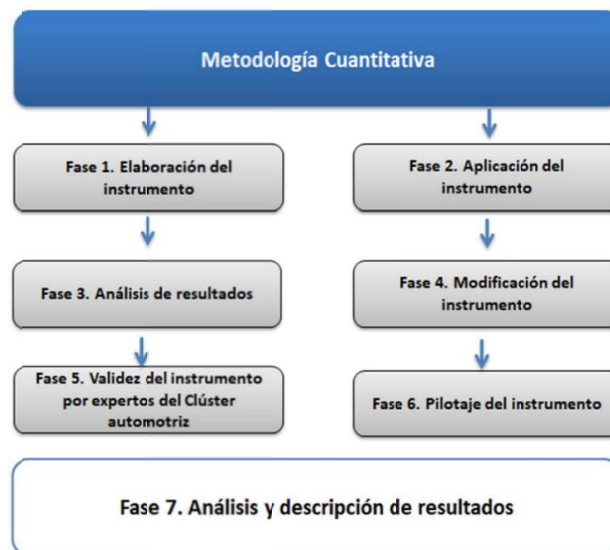 Metodología Cuantitativa
Fase 1. Elaboración del
instrumento
Fase 2. Aplicación del
instrumento
Fase 3. Análisis de resultados
Fase 4. Modificación del
instrumento
Fase 5. Validez del instrumento
por expertos del Clúster
automotriz
Fase 6. Pilotaje del instrumento
Fase 7. Análisis y descripción de resultados